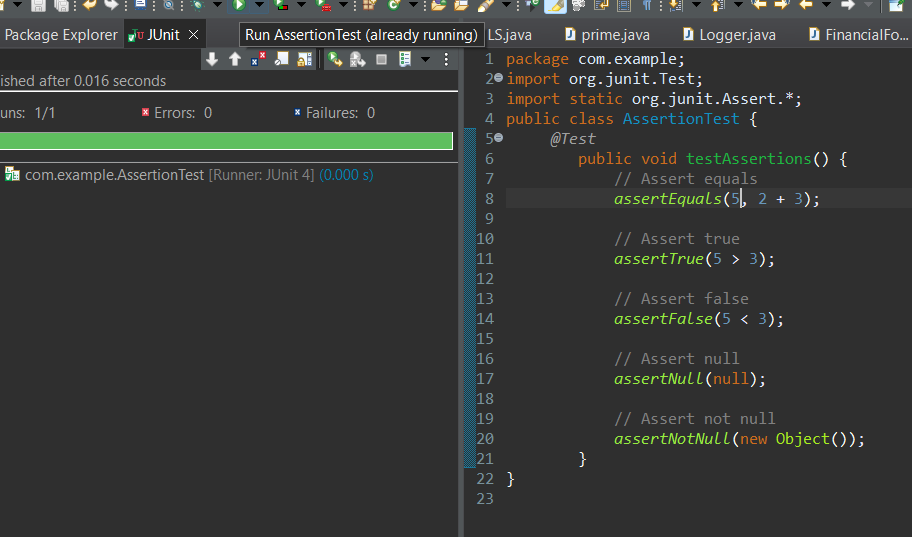 Package Explorer JUnit
Run AssertionTest (already running)
LS.java prime.java Logger.java FinancialFo...
ished after 0.016 seconds
uns: 1/1 Errors: 0 Failures: 0
com.example.AssertionTest [Runner: JUnit 4] (0.000 s)
1 package com.example;
2 import org.junit.Test;
3 import static org.junit.Assert.*;
4 public class AssertionTest {
5 @Test
6 public void testAssertions() {
7 // Assert equals
8 assertEquals(5, 2 + 3);
9
10 // Assert true
11 assertTrue(5 > 3);
12
13 // Assert false
14 assertFalse(5 < 3);
15
16 // Assert null
17 assertNull(null);
18
19 // Assert not null
20 assertNotNull(new Object());
21 }
22 }
23